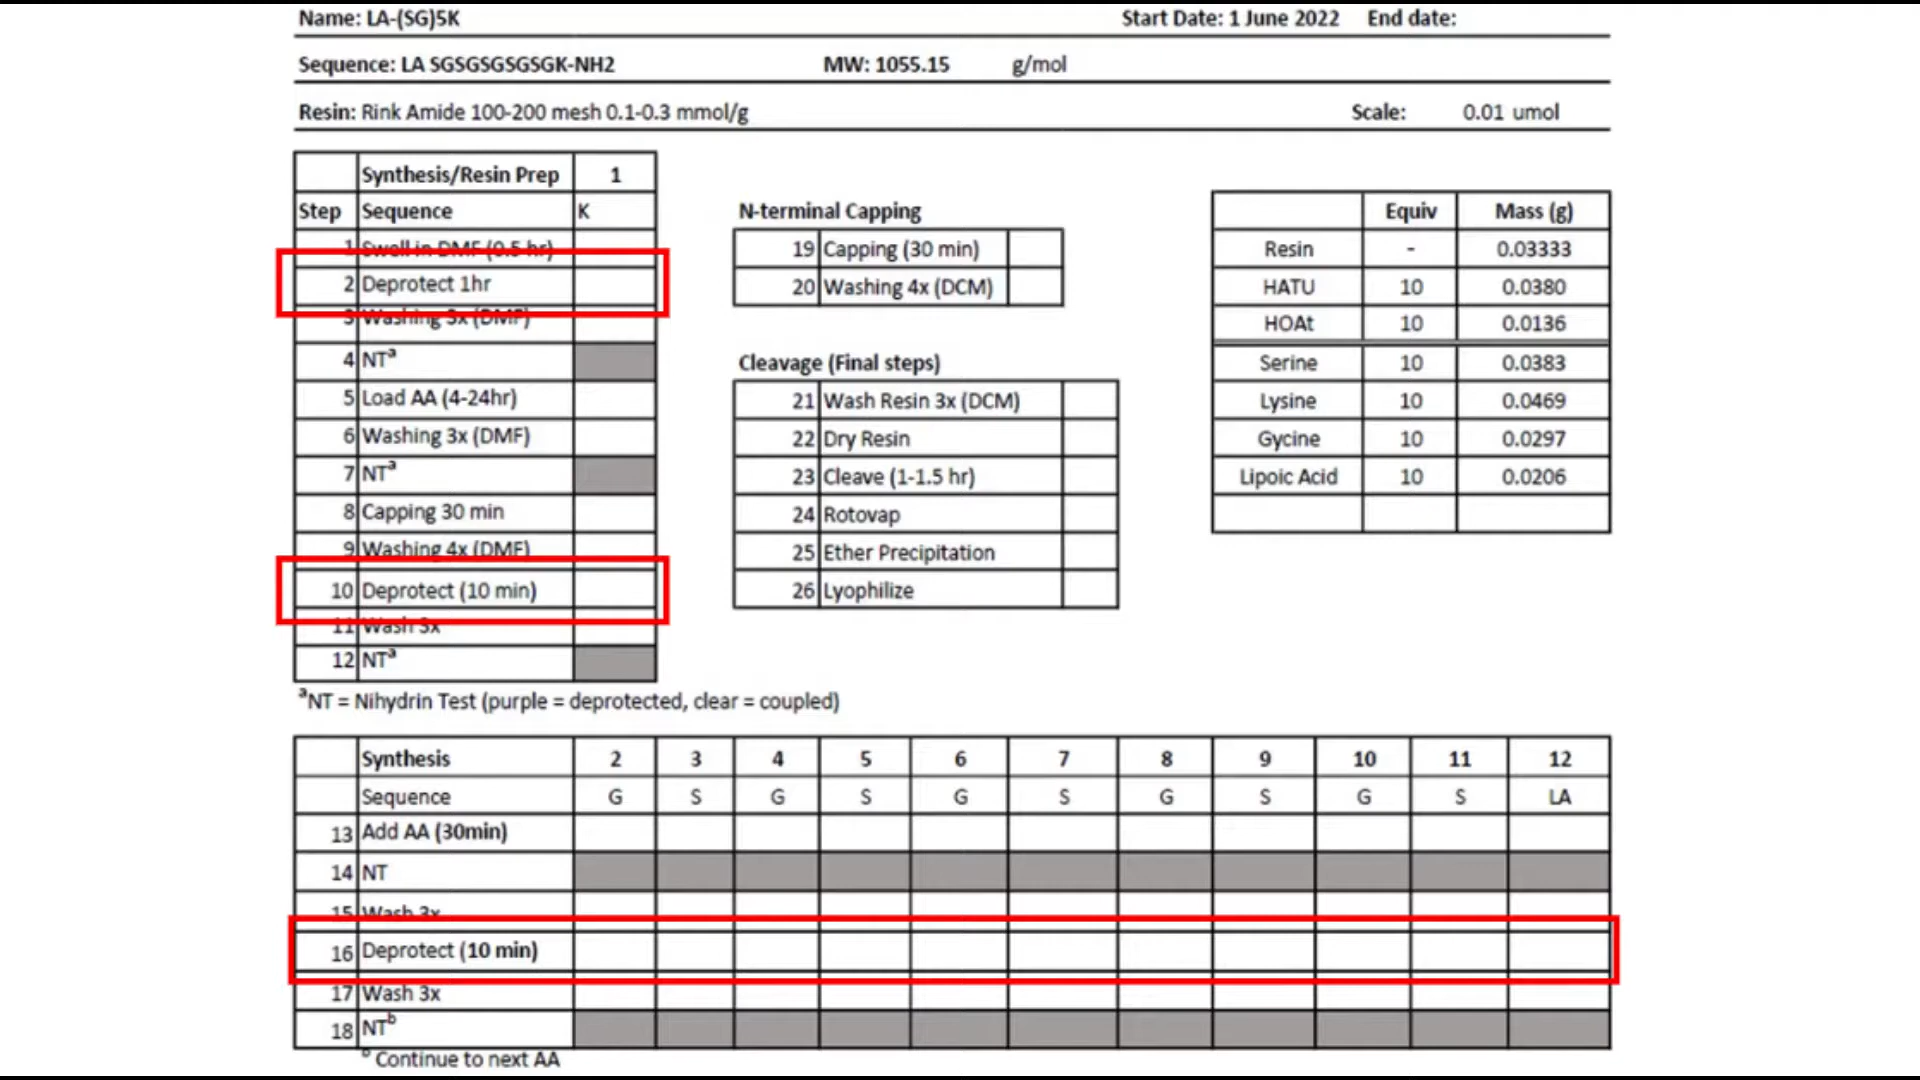 Name: LA-(SG)5K Start Date: 1 June 2022 End date:
Sequence: LA SGSGSGSGSGK-NH2 MW: 1055.15 g/mol
Resin: Rink Amide 100-200 mesh 0.1-0.3 mmol/g Scale: 0.01 umol
Synthesis/Resin Prep 1
Step Sequence K
1 Swell in DMF (0.5 hr)
2 Deprotect 1hr
3 Washing 3x (DMF)
4 NTa
5 Load AA (4-24hr)
6 Washing 3x (DMF)
7 NTa
8 Capping 30 min
9 Washing 4x (DMF)
10 Deprotect (10 min)
11 Wash 3x
12 NTa
aNT = Nihydrin Test (purple = deprotected, clear = coupled)
N-terminal Capping
19 Capping (30 min)
20 Washing 4x (DCM)
Cleavage (Final steps)
21 Wash Resin 3x (DCM)
22 Dry Resin
23 Cleave (1-1.5 hr)
24 Rotovap
25 Ether Precipitation
26 Lyophilize
Equiv Mass (g)
Resin - 0.03333
HATU 10 0.0380
HOAt 10 0.0136
Serine 10 0.0383
Lysine 10 0.0469
Gycine 10 0.0297
Lipoic Acid 10 0.0206
Synthesis 2 3 4 5 6 7 8 9 10 11 12
Sequence G S G S G S G S G S LA
13 Add AA (30min)
14 NT
15 Wash 3x
16 Deprotect (10 min)
17 Wash 3x
18 NTb
b Continue to next AA